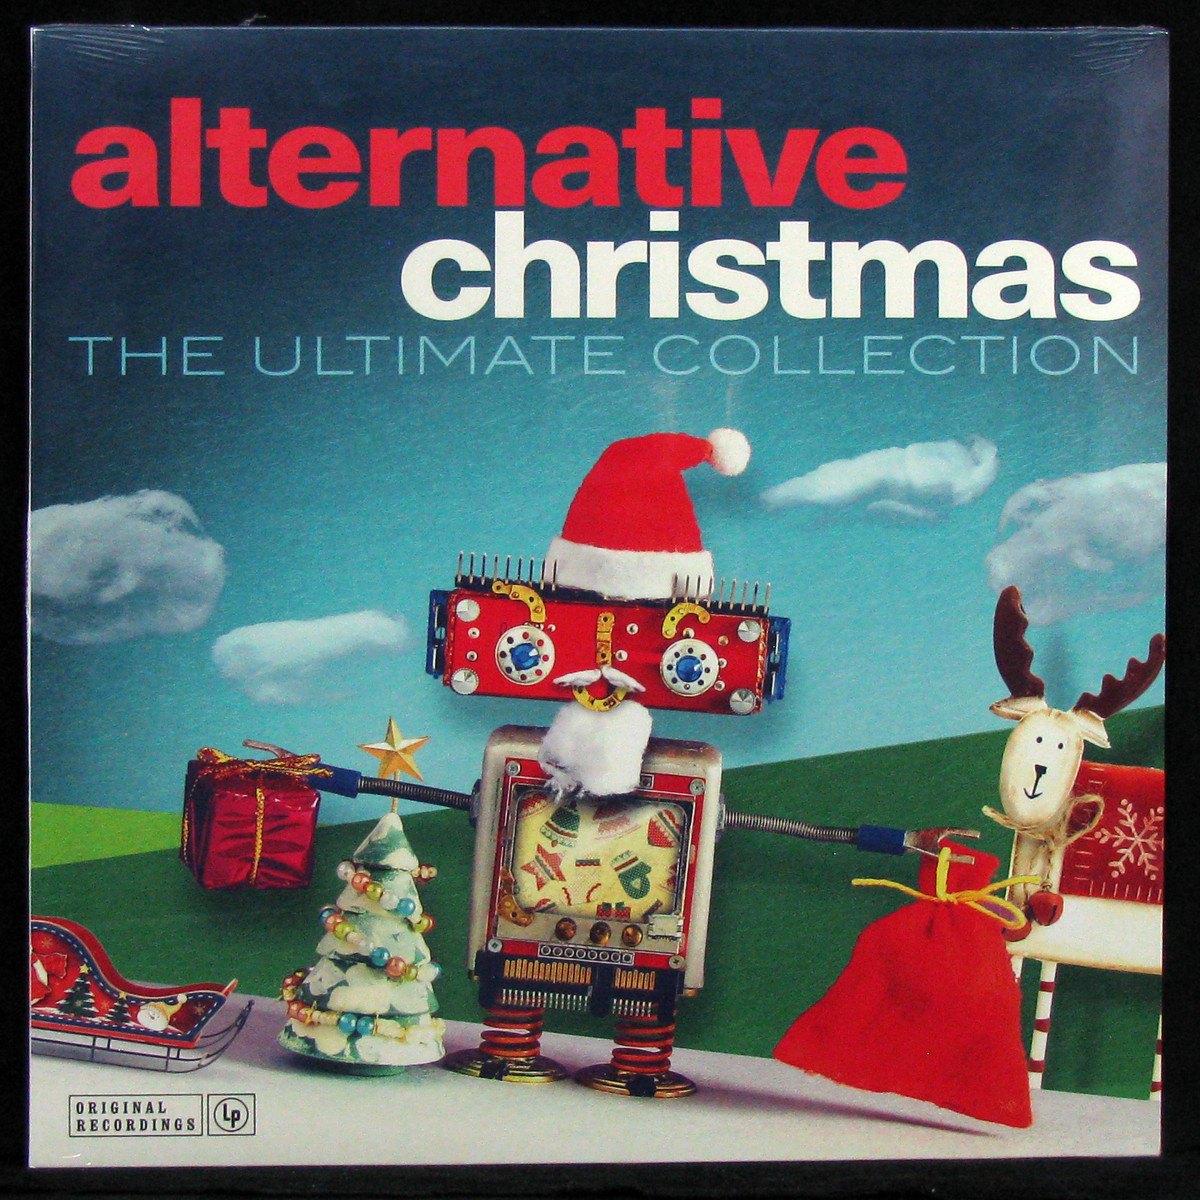 alternative
christmas
THE ULTIMATE COLLECTION
ORIGINAL
RECORDINGS
Lp